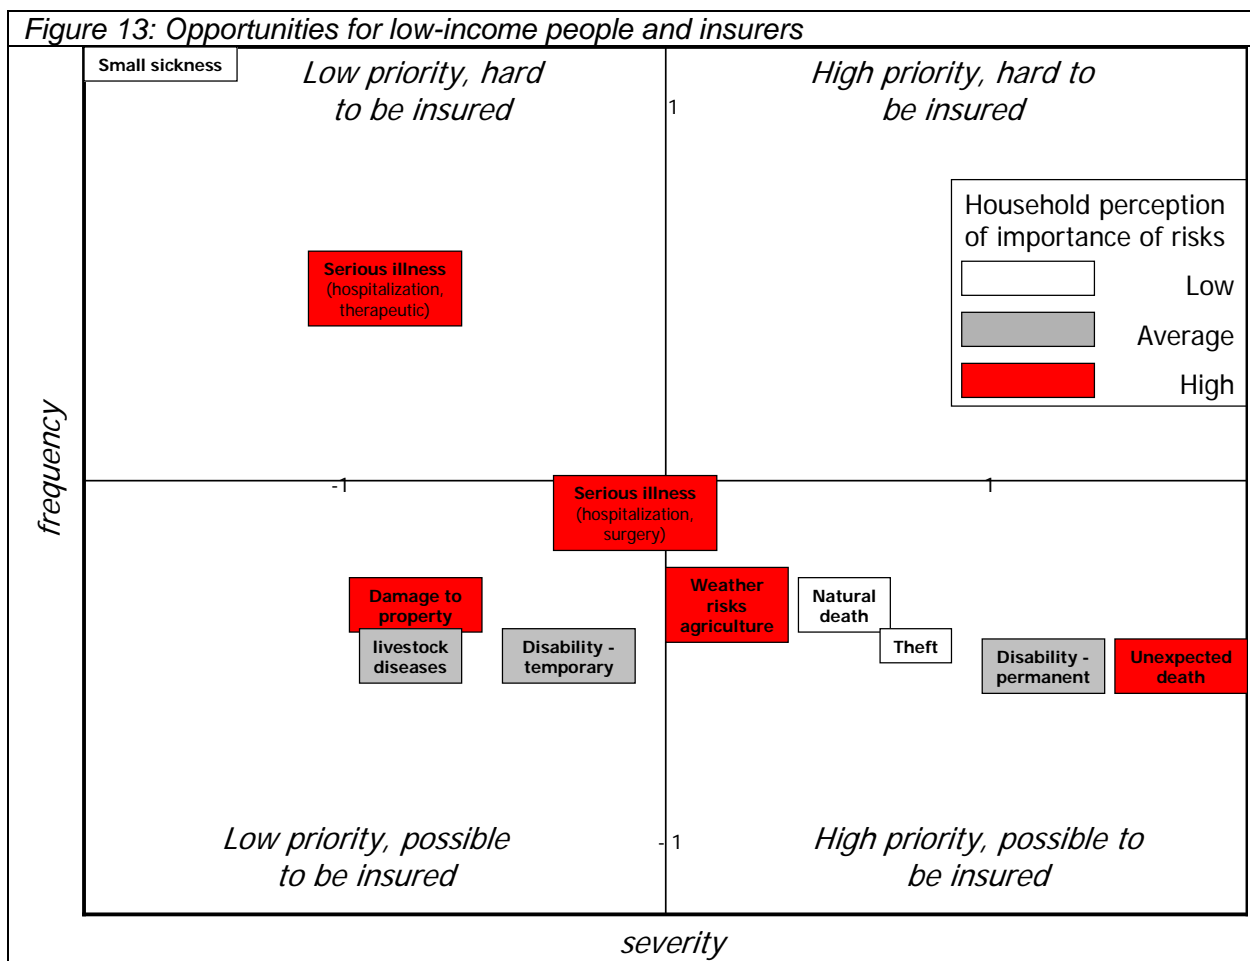 Figure 13: Opportunities for low-income people and insurers
Small sickness
Low priority, hard
to be insured
High priority, hard to
be insured
1
Household perception
of importance of risks
Low
Average
High
Serious illness
(hospitalization,
therapeutic)
frequency
-1
1
Serious illness
(hospitalization,
surgery)
Damage to
property
livestock
diseases
Disability -
temporary
Weather
risks
agriculture
Natural
death
Theft
Disability -
permanent
Unexpected
death
Low priority, possible
to be insured
- 1
High priority, possible to
be insured
severity